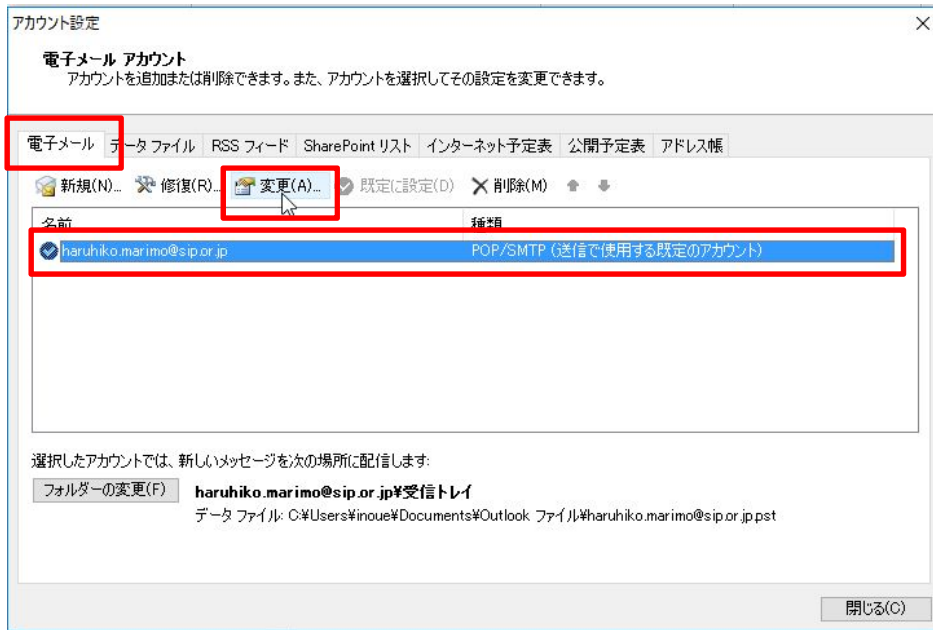 アカウント設定
電子メール アカウント
アカウントを追加または削除できます。また、アカウントを選択してその設定を変更できます。
電子メール データ ファイル RSS フィード SharePoint リスト インターネット予定表 公開予定表 アドレス帳
新規(N)... 修復(R)... 変更(A)... 既定に設定(D) 削除(M)
名前 種類
haruhiko.marimo@sip.or.jp POP/SMTP (送信で使用する既定のアカウント)
選択したアカウントでは、新しいメッセージを次の場所に配信します:
フォルダーの変更(F) haruhiko.marimo@sip.or.jp¥受信トレイ
データ ファイル: C:¥Users¥inoue¥Documents¥Outlook ファイル¥haruhiko.marimo@sip.or.jp.pst
閉じる(C)